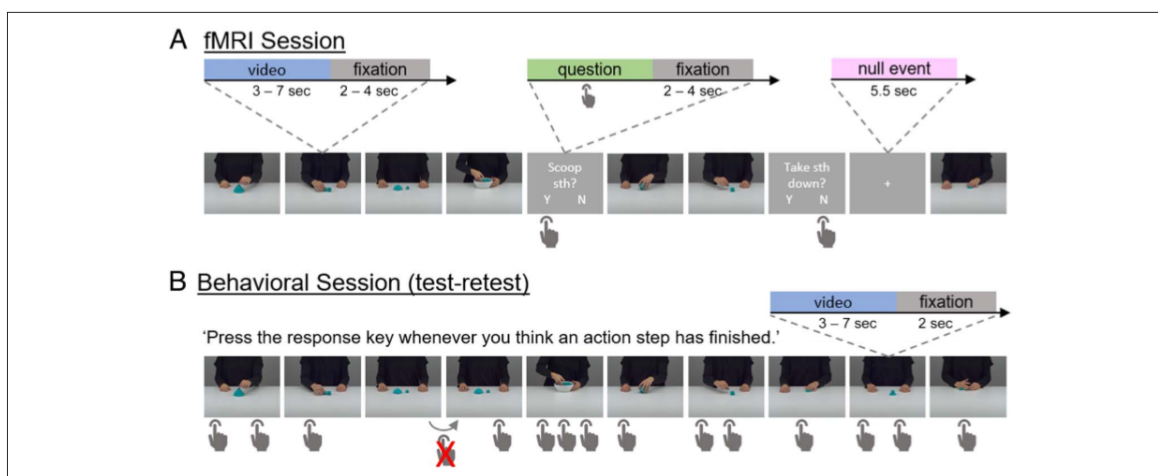 A fMRI Session
video fixation question fixation null event
3 – 7 sec 2 – 4 sec 2 – 4 sec 5.5 sec
Scoop
sth?
Y N
Take sth
down?
Y N
+
B Behavioral Session (test-retest)
video fixation
3 – 7 sec 2 sec
'Press the response key whenever you think an action step has finished.'
X